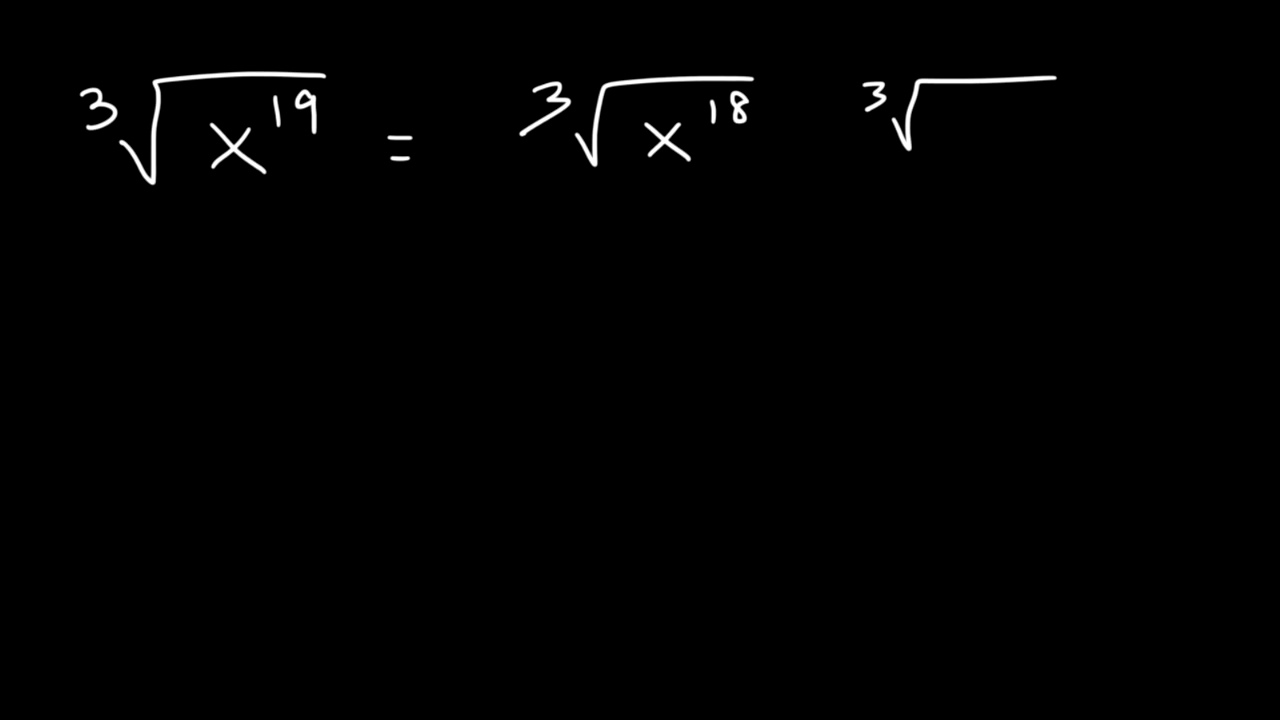 ∛x¹⁹ = ∛x¹⁸ ∛